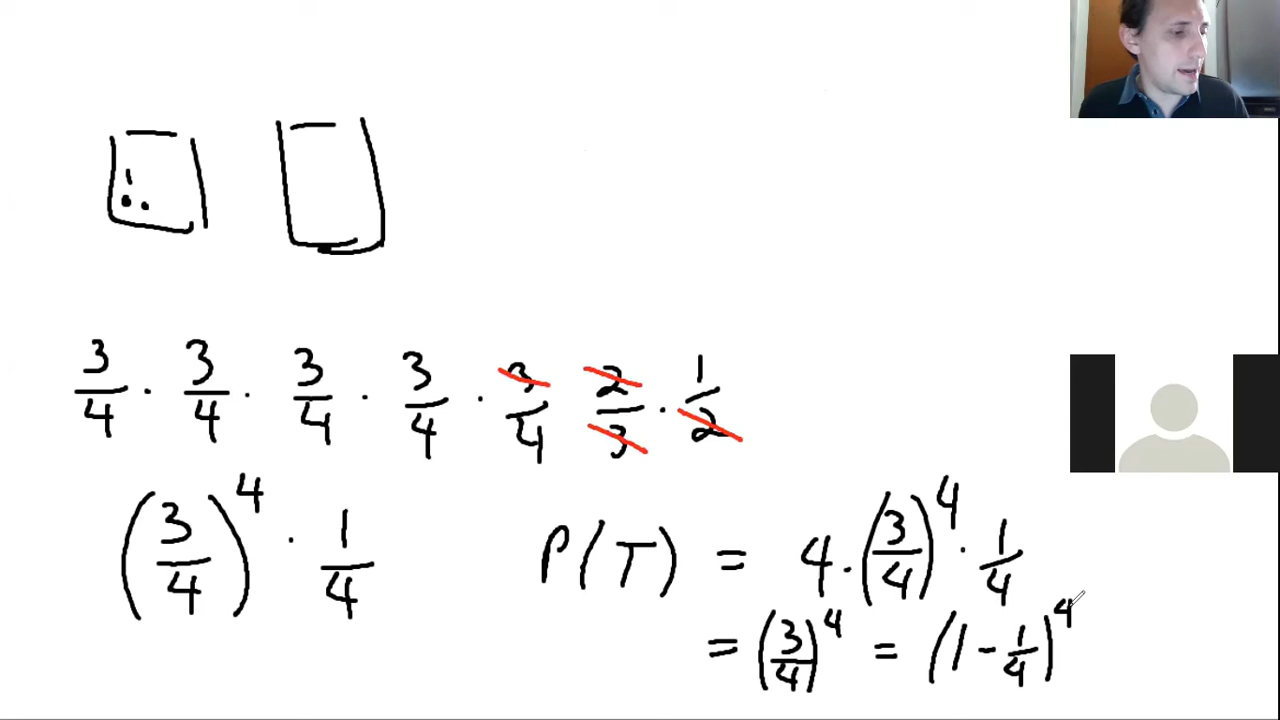 3/4 · 3/4 · 3/4 · 3/4 · 3/4 2/3 · 1/2
(3/4)^4 · 1/4
P(T) = 4·(3/4)^4 · 1/4
= (3/4)^4 = (1 - 1/4)^4